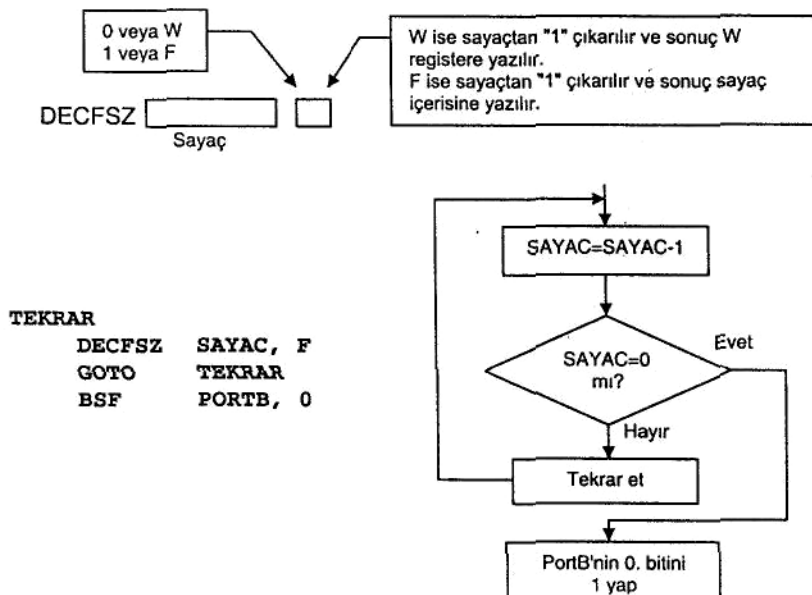 0 veya W
1 veya F
W ise sayaçtan "1" çıkarılır ve sonuç W
registere yazılır.
F ise sayaçtan "1" çıkarılır ve sonuç sayaç
içerisine yazılır.
DECFSZ
Sayaç
SAYAC=SAYAC-1
TEKRAR
DECFSZ SAYAC, F
GOTO TEKRAR
BSF PORTB, 0
SAYAC=0
mı?
Evet
Hayır
Tekrar et
PortB'nin 0. bitini
1 yap